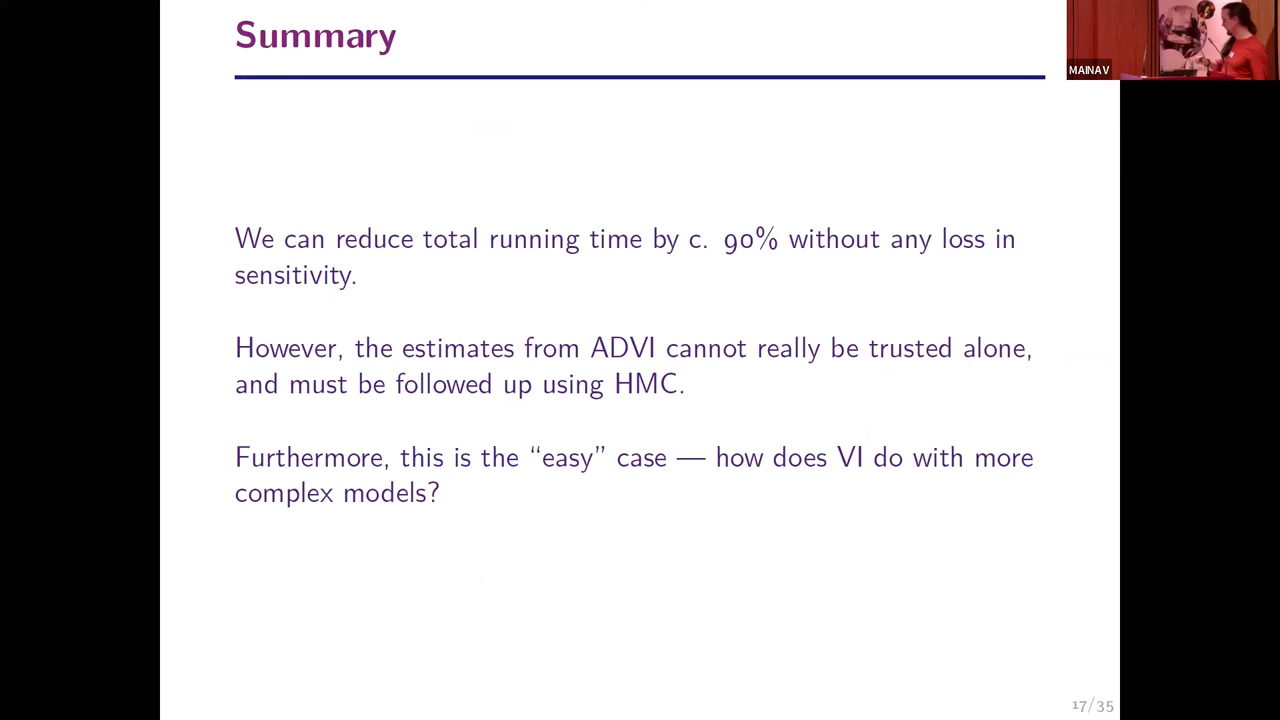 Summary
MAINAV
We can reduce total running time by c. 90% without any loss in
sensitivity.
However, the estimates from ADVI cannot really be trusted alone,
and must be followed up using HMC.
Furthermore, this is the “easy” case — how does VI do with more
complex models?
17/35